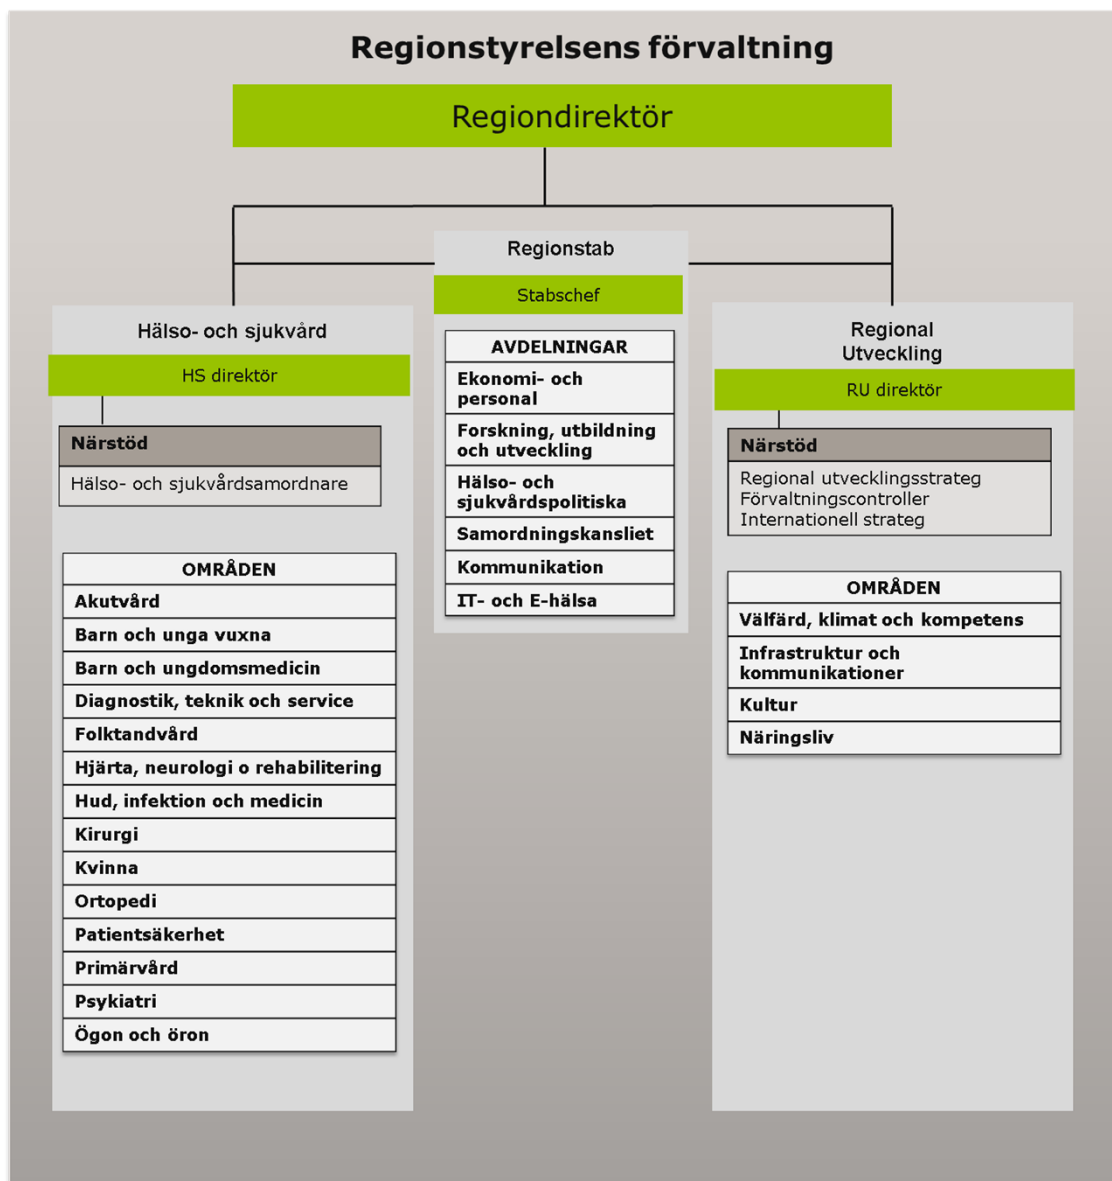 Regionstyrelsens förvaltning
Regiondirektör
Regionstab
Stabschef
AVDELNINGAR
Ekonomi- och
personal
Forskning, utbildning
och utveckling
Hälso- och
sjukvårdspolitiska
Samordningskansliet
Kommunikation
IT- och E-hälsa
Hälso- och sjukvård
HS direktör
Närstöd
Hälso- och sjukvårdsamordnare
OMRÅDEN
Akutvård
Barn och unga vuxna
Barn och ungdomsmedicin
Diagnostik, teknik och service
Folktandvård
Hjärta, neurologi o rehabilitering
Hud, infektion och medicin
Kirurgi
Kvinna
Ortopedi
Patientsäkerhet
Primärvård
Psykiatri
Ögon och öron
Regional
Utveckling
RU direktör
Närstöd
Regional utvecklingsstrateg
Förvaltningscontroller
Internationell strateg
OMRÅDEN
Välfärd, klimat och kompetens
Infrastruktur och
kommunikationer
Kultur
Näringsliv